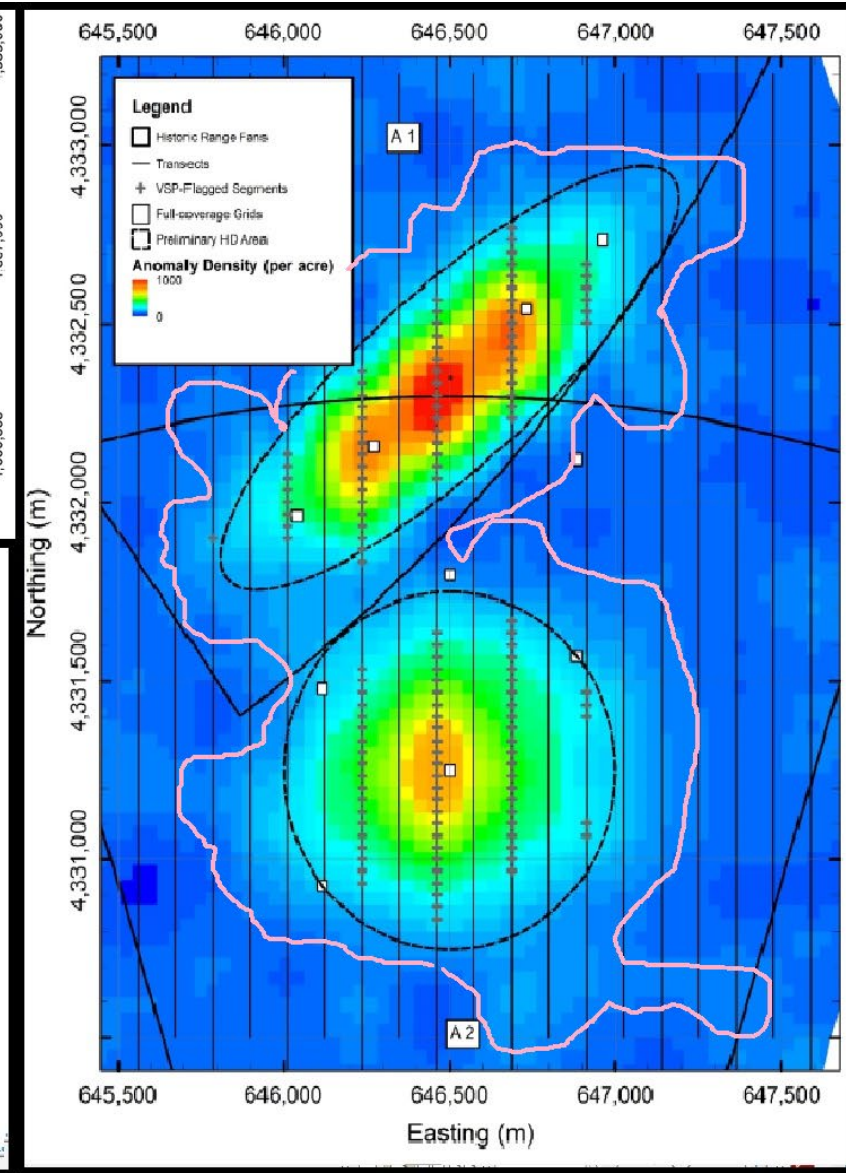 645,500 646,000 646,500 647,000 647,500
4,333,000
4,332,500
4,332,000
4,331,500
4,331,000
Northing (m)
Legend
Historic Range Fans
Transects
VSP-Flagged Segments
Full-coverage Grids
Preliminary HD Area
Anomaly Density (per acre)
1000
0
A 1
A 2
645,500 646,000 646,500 647,000 647,500
Easting (m)